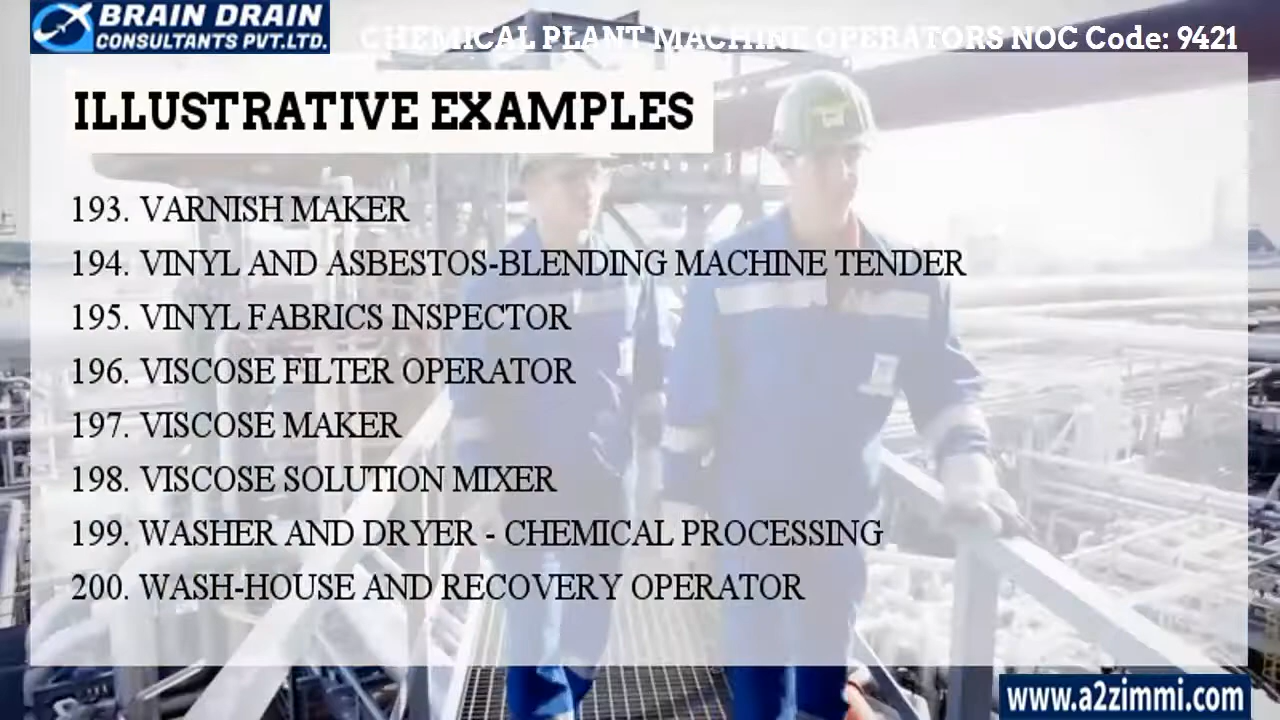 BRAIN DRAIN
CONSULTANTS PVT.LTD.
CHEMICAL PLANT MACHINE OPERATORS NOC Code: 9421
ILLUSTRATIVE EXAMPLES
193. VARNISH MAKER
194. VINYL AND ASBESTOS-BLENDING MACHINE TENDER
195. VINYL FABRICS INSPECTOR
196. VISCOSE FILTER OPERATOR
197. VISCOSE MAKER
198. VISCOSE SOLUTION MIXER
199. WASHER AND DRYER - CHEMICAL PROCESSING
200. WASH-HOUSE AND RECOVERY OPERATOR
www.a2zimmi.com